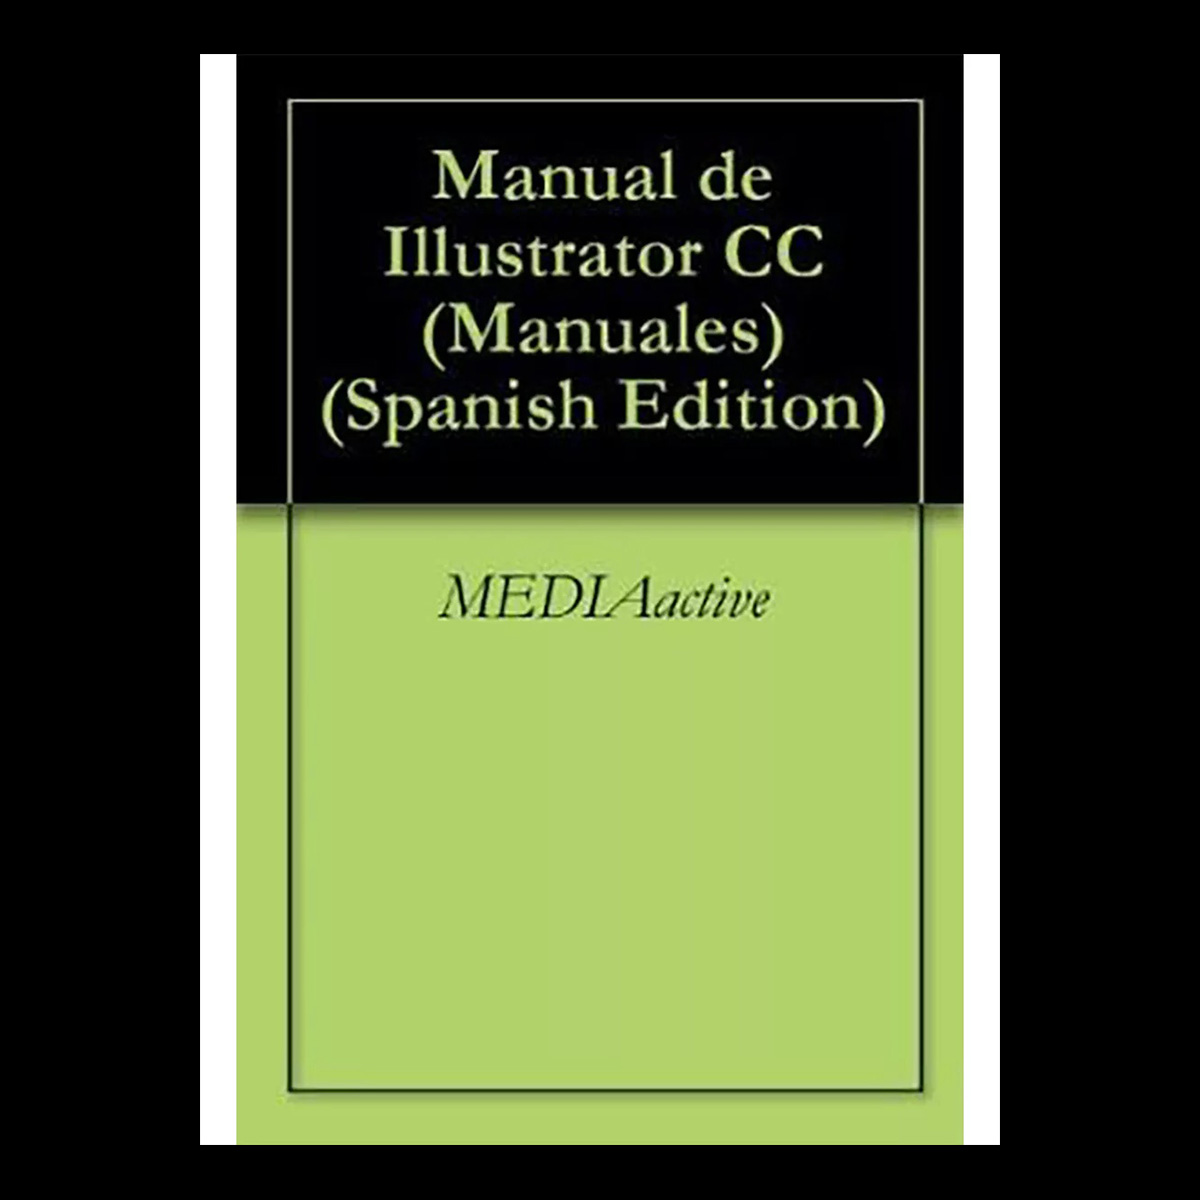 Manual de
Illustrator CC
(Manuales)
(Spanish Edition)
MEDIAactive